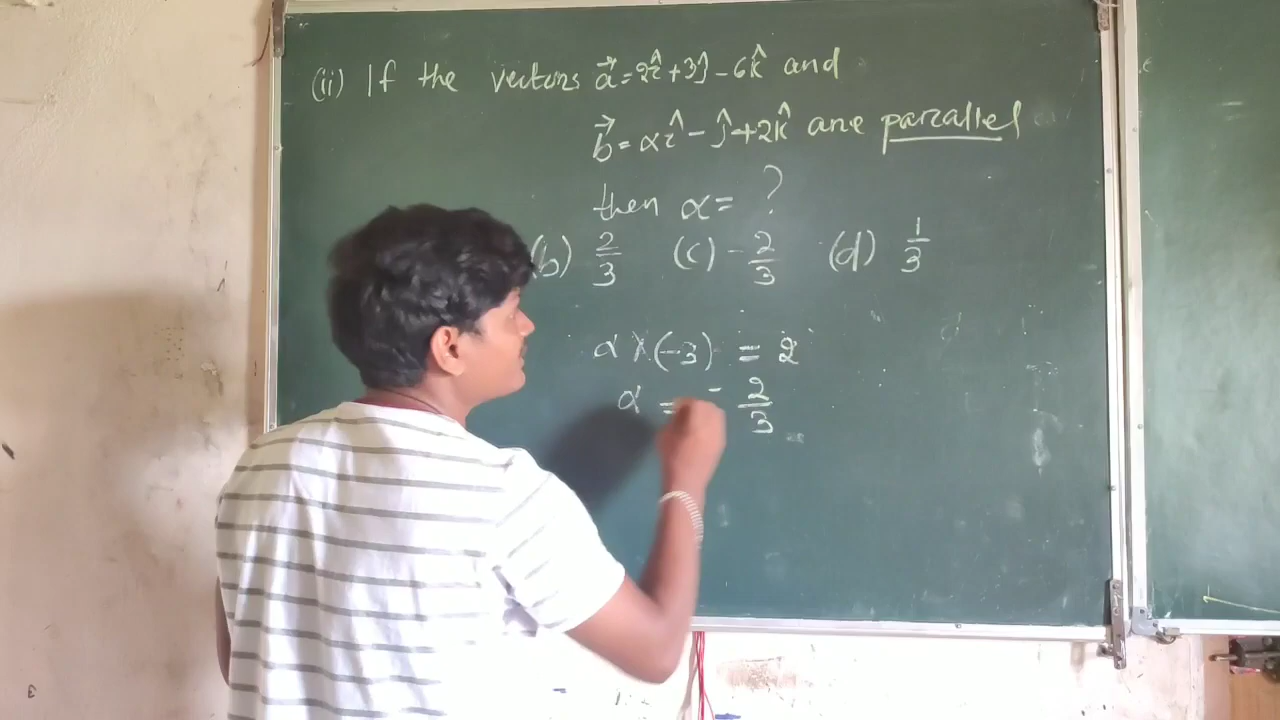 (ii) If the vectors a⃗ = 2î + 3ĵ - 6k̂ and
b⃗ = αî - ĵ + 2k̂ are parallel
then α = ?
(b) 2/3 (c) -2/3 (d) 1/3
α × (-3) = 2
α = - 2/3